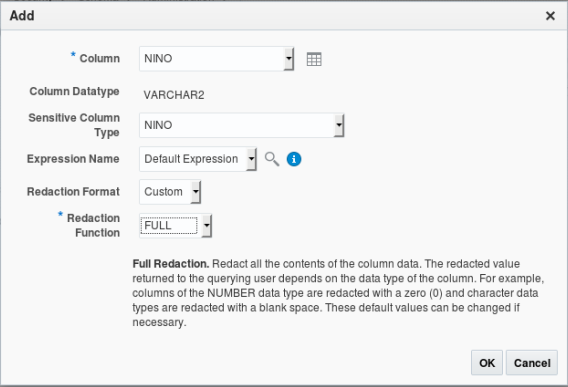 Add
* Column NINO
Column Datatype VARCHAR2
Sensitive Column
Type
NINO
Expression Name Default Expression
Redaction Format Custom
* Redaction
Function
FULL
Full Redaction. Redact all the contents of the column data. The redacted value
returned to the querying user depends on the data type of the column. For example,
columns of the NUMBER data type are redacted with a zero (0) and character data
types are redacted with a blank space. These default values can be changed if
necessary.
OK Cancel